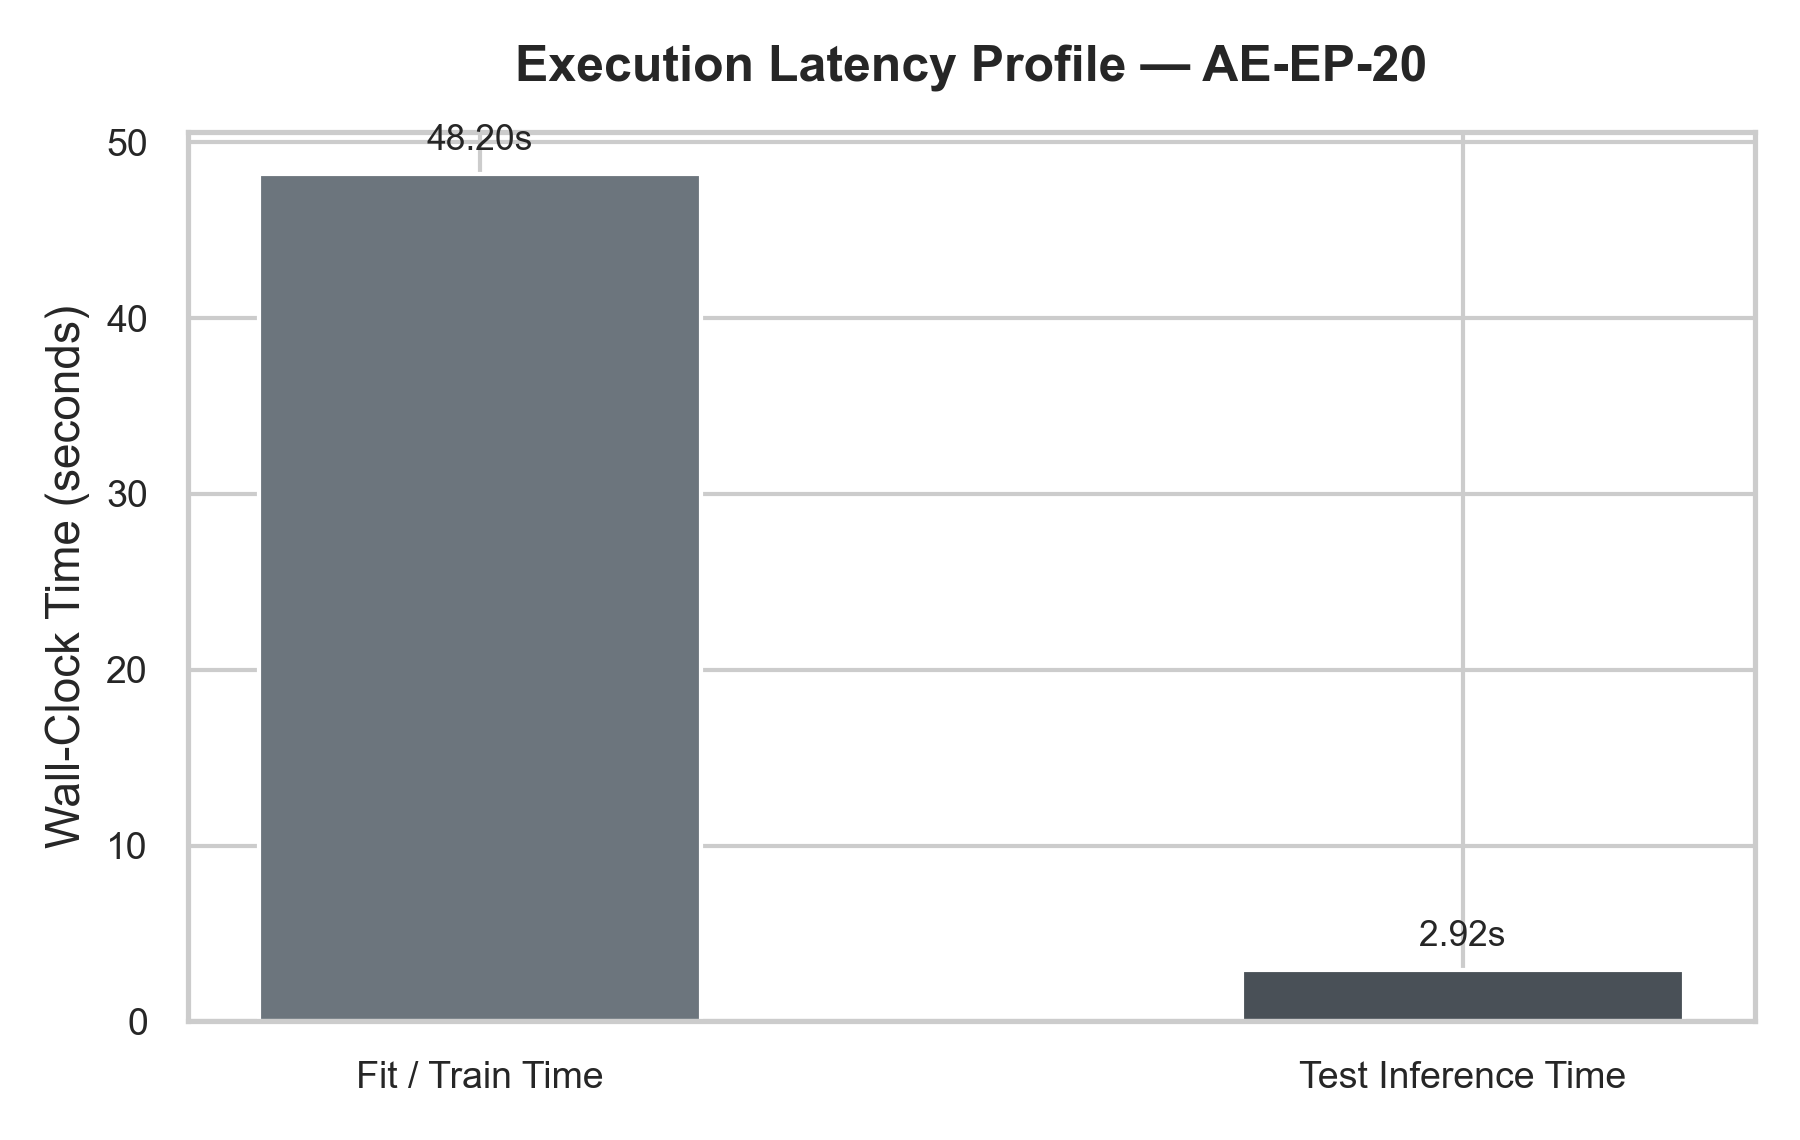 Execution Latency Profile — AE-EP-20
Wall-Clock Time (seconds)
50
40
30
20
10
0
48.20s
2.92s
Fit / Train Time
Test Inference Time